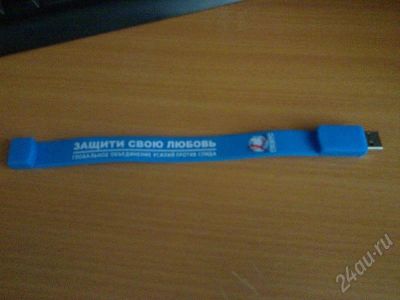 ЗАЩИТИ СВОЮ ЛЮБОВЬ
ГЛОБАЛЬНОЕ ОБЪЕДИНЕНИЕ УСИЛИЙ ПРОТИВ СПИДА
24au.ru